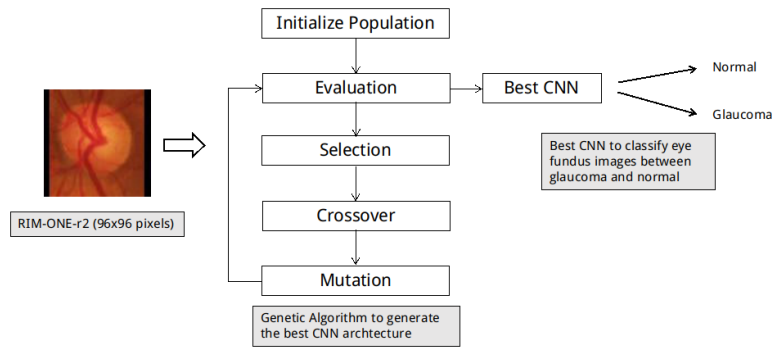 Initialize Population
Evaluation
Best CNN
Normal
Glaucoma
Selection
Best CNN to classify eye
fundus images between
glaucoma and normal
RIM-ONE-r2 (96x96 pixels)
Crossover
Mutation
Genetic Algorithm to generate
the best CNN archtecture